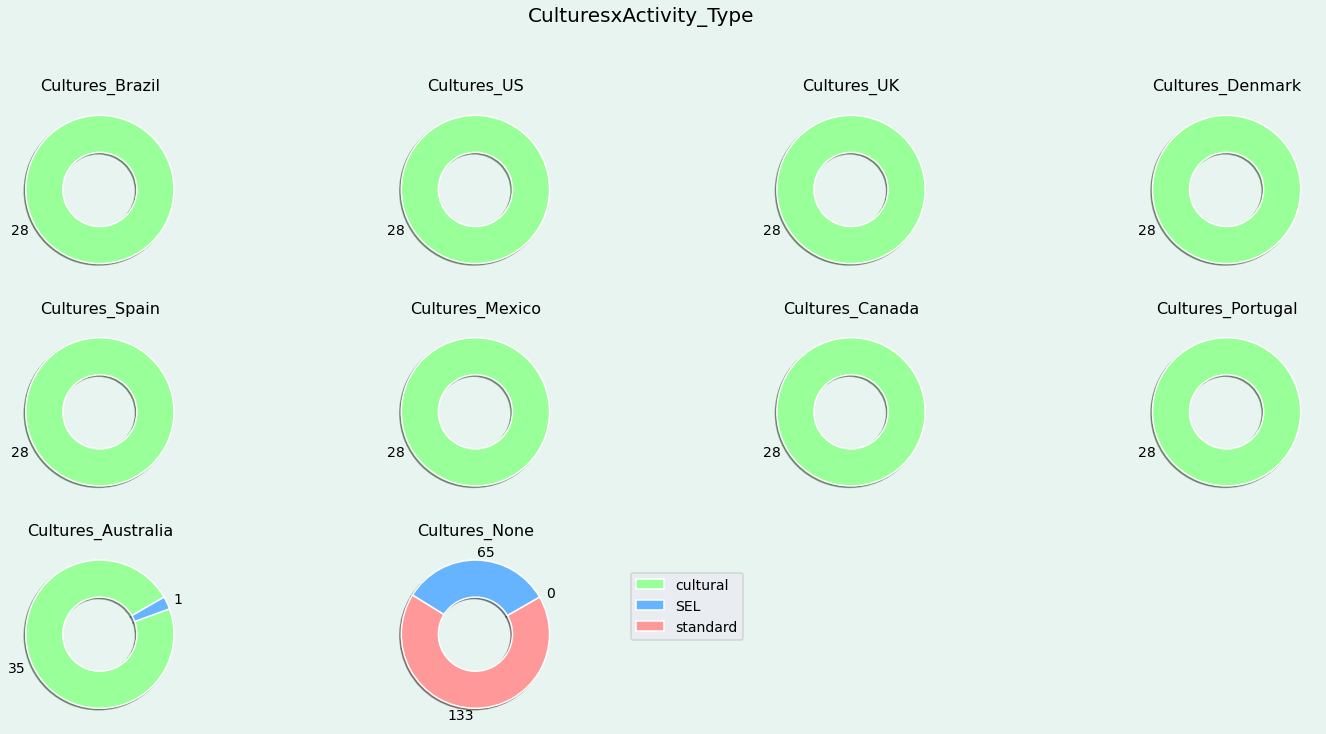 CulturesxActivity_Type
Cultures_Brazil
28
Cultures_US
28
Cultures_UK
28
Cultures_Denmark
28
Cultures_Spain
28
Cultures_Mexico
28
Cultures_Canada
28
Cultures_Portugal
28
Cultures_Australia
1
35
Cultures_None
65
0
133
cultural
SEL
standard